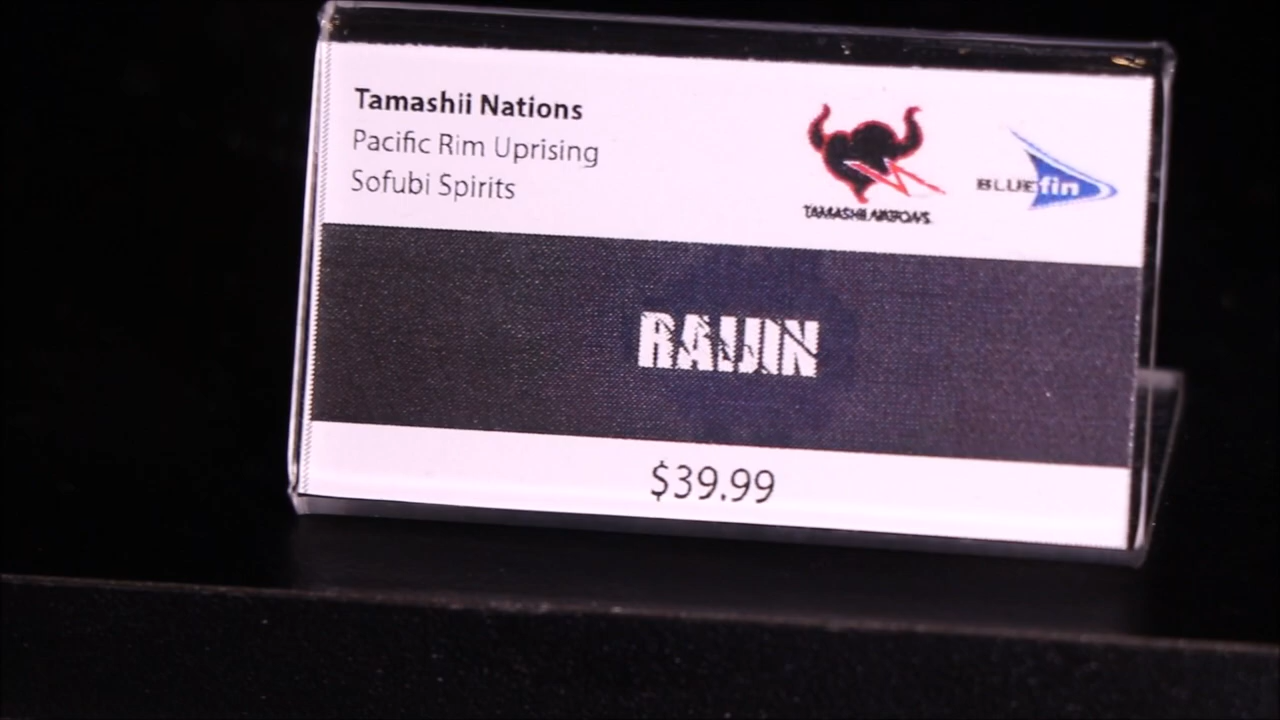 Tamashii Nations
Pacific Rim Uprising
Sofubi Spirits
TAMASHII NATIONS
BLUEfin
RAIJIN
$39.99